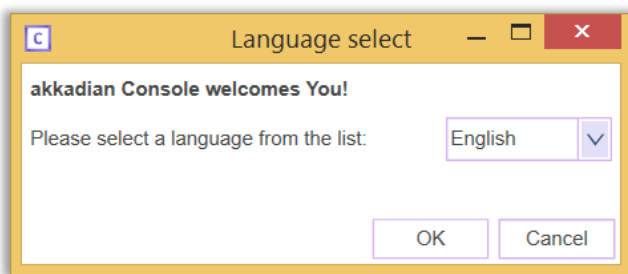 C
Language select
akkadian Console welcomes You!
Please select a language from the list:
English
OK
Cancel